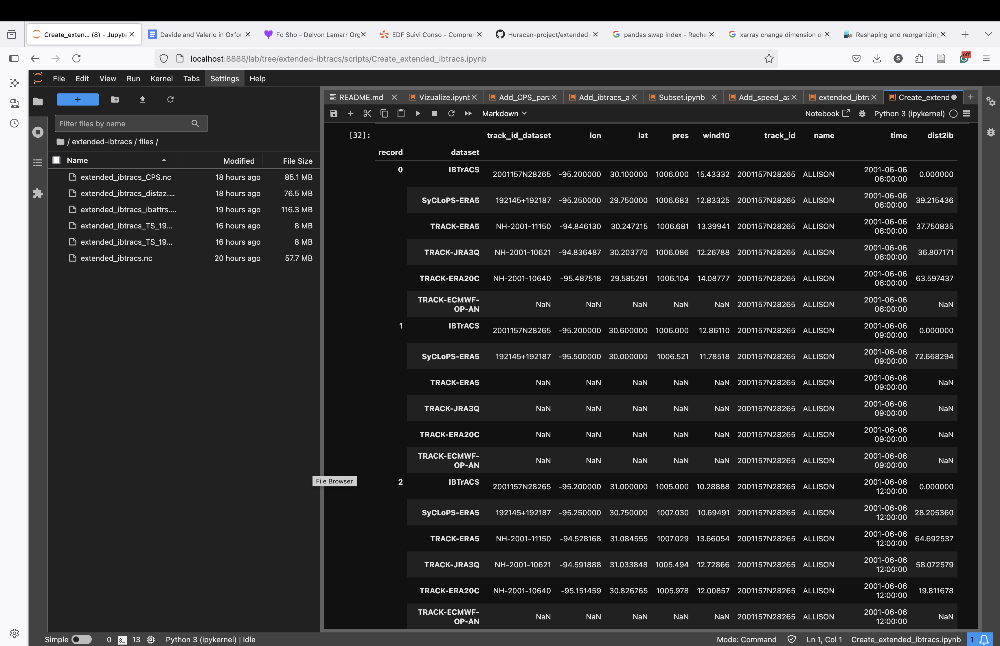 Create_exten... (8) - Jupyte
Davide and Valerio in Oxfor
Fo Sho - Delvon Lamarr Org
EDF Suivi Conso - Compren
Huracan-project/extended-
pandas swap index - Reche
xarray change dimension o
Reshaping and reorganizing
localhost:8888/lab/tree/extended-ibtracs/scripts/Create_extended_ibtracs.ipynb
S
off
File Edit View Run Kernel Tabs Settings Help
README.md
Vizualize.ipynb
Add_CPS_para
Add_ibtracs_a
Subset.ipynb
Add_speed_az
extended_ibtra
Create_extend
Markdown
Notebook
Python 3 (ipykernel)
Filter files by name
/ extended-ibtracs / files /
Name Modified File Size
extended_ibtracs_CPS.nc 18 hours ago 85.1 MB
extended_ibtracs_distaz.... 18 hours ago 76.5 MB
extended_ibtracs_ibattrs.... 19 hours ago 116.3 MB
extended_ibtracs_TS_19... 16 hours ago 8 MB
extended_ibtracs_TS_19... 16 hours ago 8 MB
extended_ibtracs.nc 20 hours ago 57.7 MB
[32]:
track_id_dataset lon lat pres wind10 track_id name time dist2ib
record dataset
0 IBTrACS 2001157N28265 -95.200000 30.100000 1006.000 15.43332 2001157N28265 ALLISON 2001-06-06 06:00:00 0.000000
SyCLoPS-ERA5 192145+192187 -95.250000 29.750000 1006.683 12.83325 2001157N28265 ALLISON 2001-06-06 06:00:00 39.215436
TRACK-ERA5 NH-2001-11150 -94.846130 30.247215 1006.681 13.39941 2001157N28265 ALLISON 2001-06-06 06:00:00 37.750835
TRACK-JRA3Q NH-2001-10621 -94.836487 30.203770 1006.086 12.26788 2001157N28265 ALLISON 2001-06-06 06:00:00 36.807171
TRACK-ERA20C NH-2001-10640 -95.487518 29.585291 1006.104 14.08777 2001157N28265 ALLISON 2001-06-06 06:00:00 63.597437
TRACK-ECMWF-OP-AN NaN NaN NaN NaN NaN 2001157N28265 ALLISON 2001-06-06 06:00:00 NaN
1 IBTrACS 2001157N28265 -95.200000 30.600000 1006.000 12.86110 2001157N28265 ALLISON 2001-06-06 09:00:00 0.000000
SyCLoPS-ERA5 192145+192187 -95.500000 30.000000 1006.521 11.78518 2001157N28265 ALLISON 2001-06-06 09:00:00 72.668294
TRACK-ERA5 NaN NaN NaN NaN NaN 2001157N28265 ALLISON 2001-06-06 09:00:00 NaN
TRACK-JRA3Q NaN NaN NaN NaN NaN 2001157N28265 ALLISON 2001-06-06 09:00:00 NaN
TRACK-ERA20C NaN NaN NaN NaN NaN 2001157N28265 ALLISON 2001-06-06 09:00:00 NaN
TRACK-ECMWF-OP-AN NaN NaN NaN NaN NaN 2001157N28265 ALLISON 2001-06-06 09:00:00 NaN
2 IBTrACS 2001157N28265 -95.200000 31.000000 1005.000 10.28888 2001157N28265 ALLISON 2001-06-06 12:00:00 0.000000
SyCLoPS-ERA5 192145+192187 -95.250000 30.750000 1007.030 10.69491 2001157N28265 ALLISON 2001-06-06 12:00:00 28.205360
TRACK-ERA5 NH-2001-11150 -94.528168 31.084555 1007.029 13.66054 2001157N28265 ALLISON 2001-06-06 12:00:00 64.692537
TRACK-JRA3Q NH-2001-10621 -94.591888 31.033848 1005.494 12.72866 2001157N28265 ALLISON 2001-06-06 12:00:00 58.072579
TRACK-ERA20C NH-2001-10640 -95.151459 30.826765 1005.978 12.00857 2001157N28265 ALLISON 2001-06-06 12:00:00 19.811678
TRACK-ECMWF-OP-AN NaN NaN NaN NaN NaN 2001157N28265 ALLISON 2001-06-06 12:00:00 NaN
File Browser
Simple 0 $_ 13 Python 3 (ipykernel) | Idle
Mode: Command Ln 1, Col 1 Create_extended_ibtracs.ipynb 1